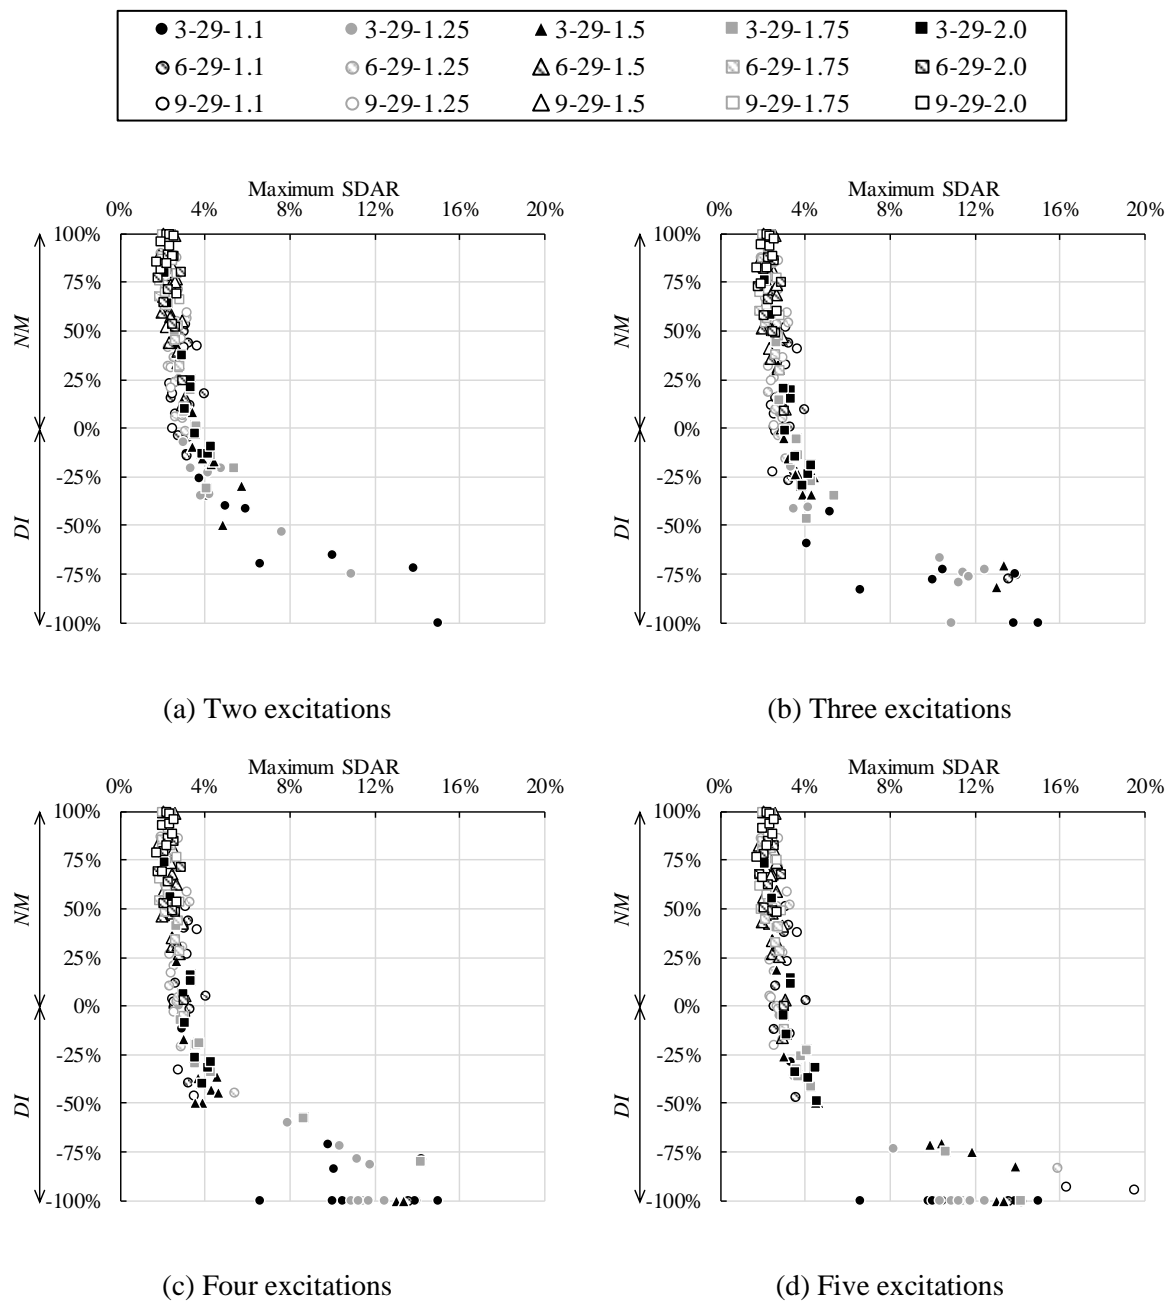 3-29-1.1 3-29-1.25 3-29-1.5 3-29-1.75 3-29-2.0
6-29-1.1 6-29-1.25 6-29-1.5 6-29-1.75 6-29-2.0
9-29-1.1 9-29-1.25 9-29-1.5 9-29-1.75 9-29-2.0
Maximum SDAR
0% 4% 8% 12% 16% 20%
100%
75%
50%
25%
0%
-25%
-50%
-75%
-100%
NM
DI
(a) Two excitations
Maximum SDAR
0% 4% 8% 12% 16% 20%
100%
75%
50%
25%
0%
-25%
-50%
-75%
-100%
NM
DI
(b) Three excitations
Maximum SDAR
0% 4% 8% 12% 16% 20%
100%
75%
50%
25%
0%
-25%
-50%
-75%
-100%
NM
DI
(c) Four excitations
Maximum SDAR
0% 4% 8% 12% 16% 20%
100%
75%
50%
25%
0%
-25%
-50%
-75%
-100%
NM
DI
(d) Five excitations